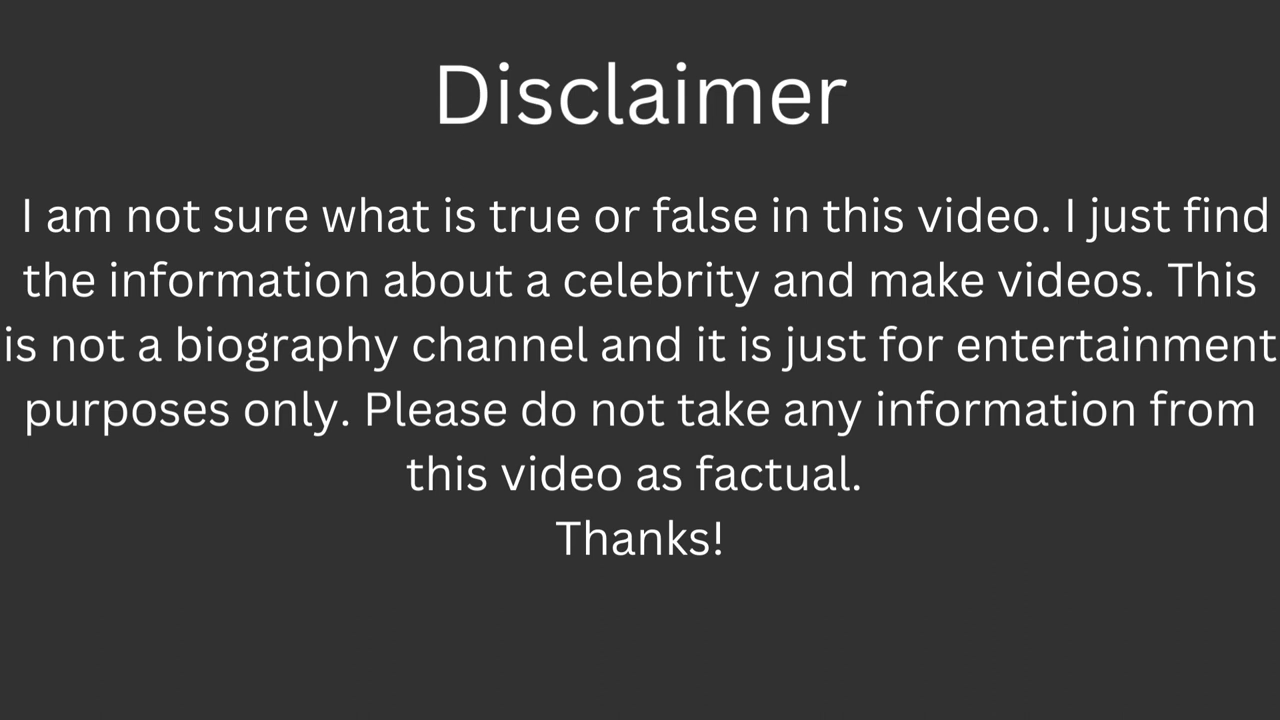 Disclaimer
I am not sure what is true or false in this video. I just find
the information about a celebrity and make videos. This
is not a biography channel and it is just for entertainment
purposes only. Please do not take any information from
this video as factual.
Thanks!